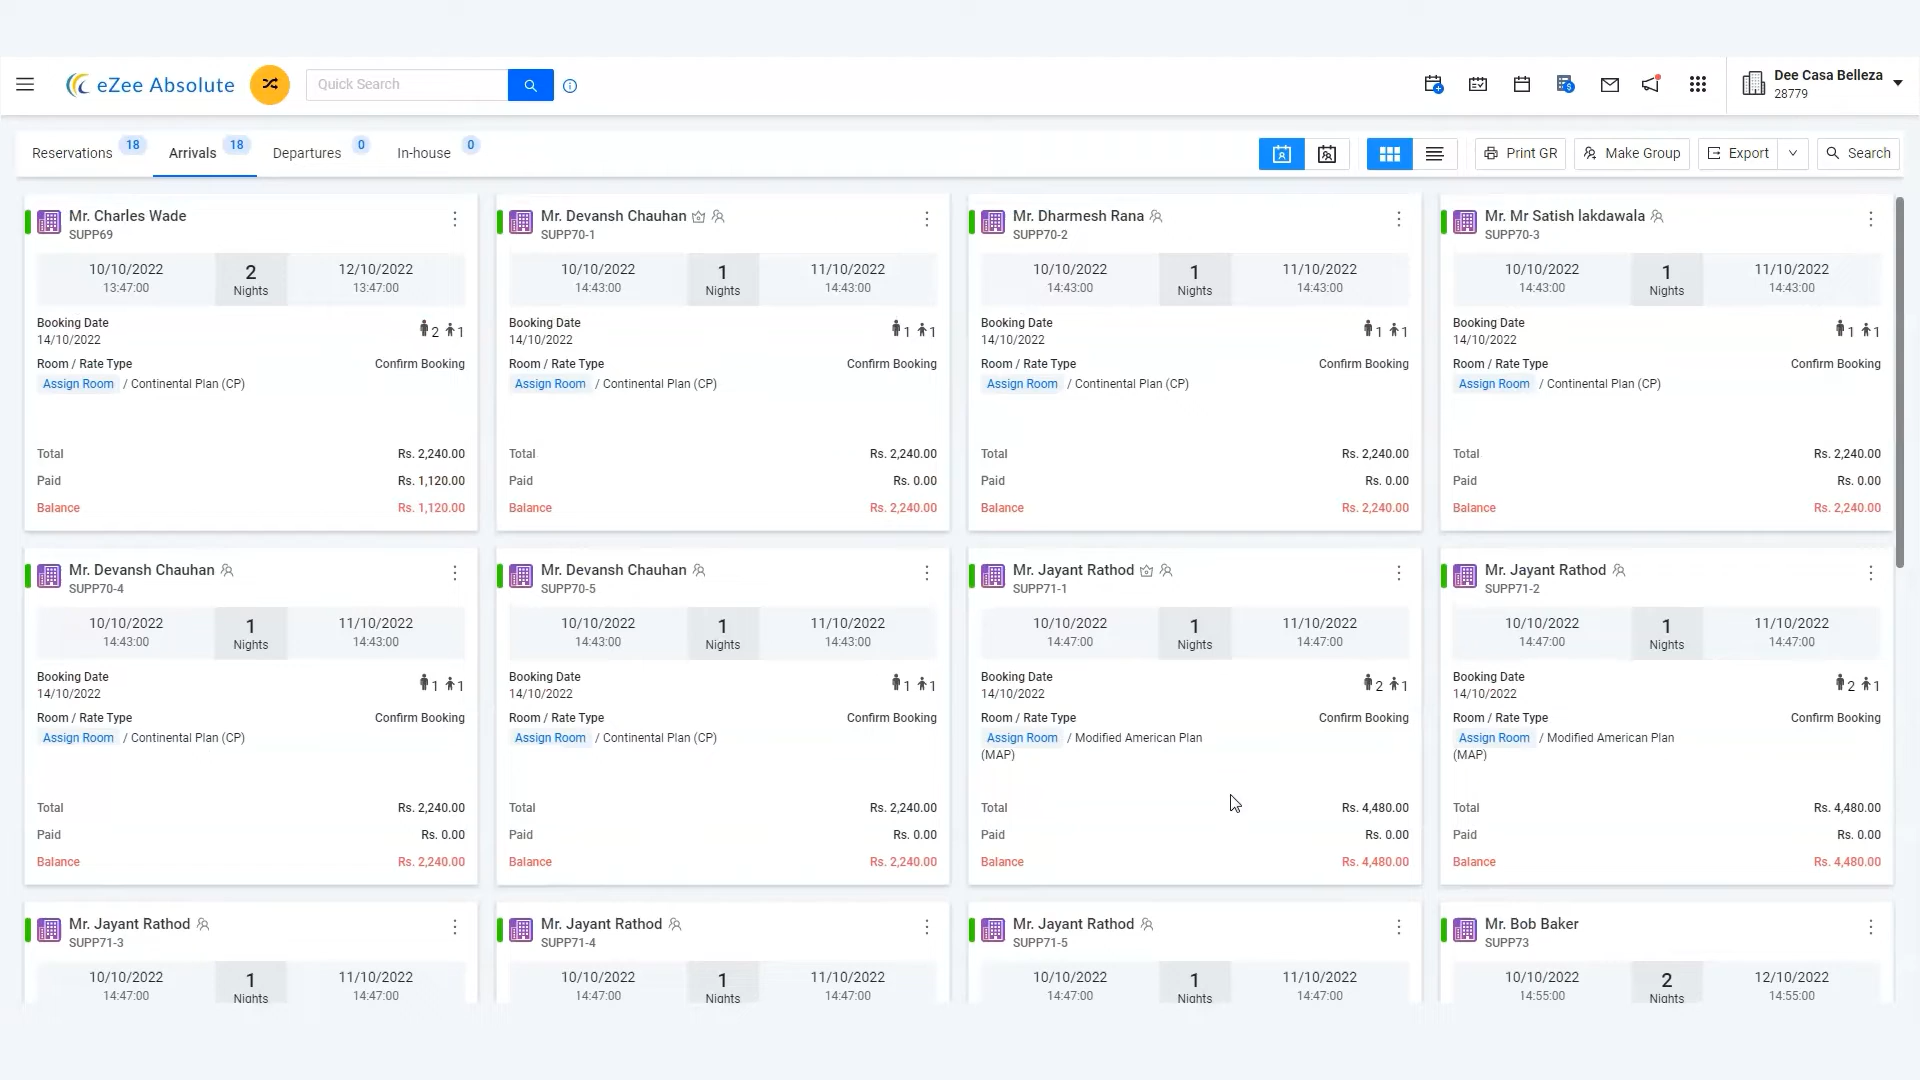 eZee Absolute
Quick Search
Dee Casa Belleza
28779
Reservations 18
Arrivals 18
Departures 0
In-house 0
Print GR
Make Group
Export
Search
Mr. Charles Wade
SUPP69
10/10/2022 2 12/10/2022
13:47:00 Nights 13:47:00
Booking Date
14/10/2022 2 1
Room / Rate Type Confirm Booking
Assign Room / Continental Plan (CP)
Total Rs. 2,240.00
Paid Rs. 1,120.00
Balance Rs. 1,120.00
Mr. Devansh Chauhan
SUPP70-1
10/10/2022 1 11/10/2022
14:43:00 Nights 14:43:00
Booking Date
14/10/2022 1 1
Room / Rate Type Confirm Booking
Assign Room / Continental Plan (CP)
Total Rs. 2,240.00
Paid Rs. 0.00
Balance Rs. 2,240.00
Mr. Dharmesh Rana
SUPP70-2
10/10/2022 1 11/10/2022
14:43:00 Nights 14:43:00
Booking Date
14/10/2022 1 1
Room / Rate Type Confirm Booking
Assign Room / Continental Plan (CP)
Total Rs. 2,240.00
Paid Rs. 0.00
Balance Rs. 2,240.00
Mr. Mr Satish lakdawala
SUPP70-3
10/10/2022 1 11/10/2022
14:43:00 Nights 14:43:00
Booking Date
14/10/2022 1 1
Room / Rate Type Confirm Booking
Assign Room / Continental Plan (CP)
Total Rs. 2,240.00
Paid Rs. 0.00
Balance Rs. 2,240.00
Mr. Devansh Chauhan
SUPP70-4
10/10/2022 1 11/10/2022
14:43:00 Nights 14:43:00
Booking Date
14/10/2022 1 1
Room / Rate Type Confirm Booking
Assign Room / Continental Plan (CP)
Total Rs. 2,240.00
Paid Rs. 0.00
Balance Rs. 2,240.00
Mr. Devansh Chauhan
SUPP70-5
10/10/2022 1 11/10/2022
14:43:00 Nights 14:43:00
Booking Date
14/10/2022 1 1
Room / Rate Type Confirm Booking
Assign Room / Continental Plan (CP)
Total Rs. 2,240.00
Paid Rs. 0.00
Balance Rs. 2,240.00
Mr. Jayant Rathod
SUPP71-1
10/10/2022 1 11/10/2022
14:47:00 Nights 14:47:00
Booking Date
14/10/2022 2 1
Room / Rate Type Confirm Booking
Assign Room / Modified American Plan
(MAP)
Total Rs. 4,480.00
Paid Rs. 0.00
Balance Rs. 4,480.00
Mr. Jayant Rathod
SUPP71-2
10/10/2022 1 11/10/2022
14:47:00 Nights 14:47:00
Booking Date
14/10/2022 2 1
Room / Rate Type Confirm Booking
Assign Room / Modified American Plan
(MAP)
Total Rs. 4,480.00
Paid Rs. 0.00
Balance Rs. 4,480.00
Mr. Jayant Rathod
SUPP71-3
10/10/2022 1 11/10/2022
14:47:00 Nights 14:47:00
Mr. Jayant Rathod
SUPP71-4
10/10/2022 1 11/10/2022
14:47:00 Nights 14:47:00
Mr. Jayant Rathod
SUPP71-5
10/10/2022 1 11/10/2022
14:47:00 Nights 14:47:00
Mr. Bob Baker
SUPP73
10/10/2022 2 12/10/2022
14:55:00 Nights 14:55:00